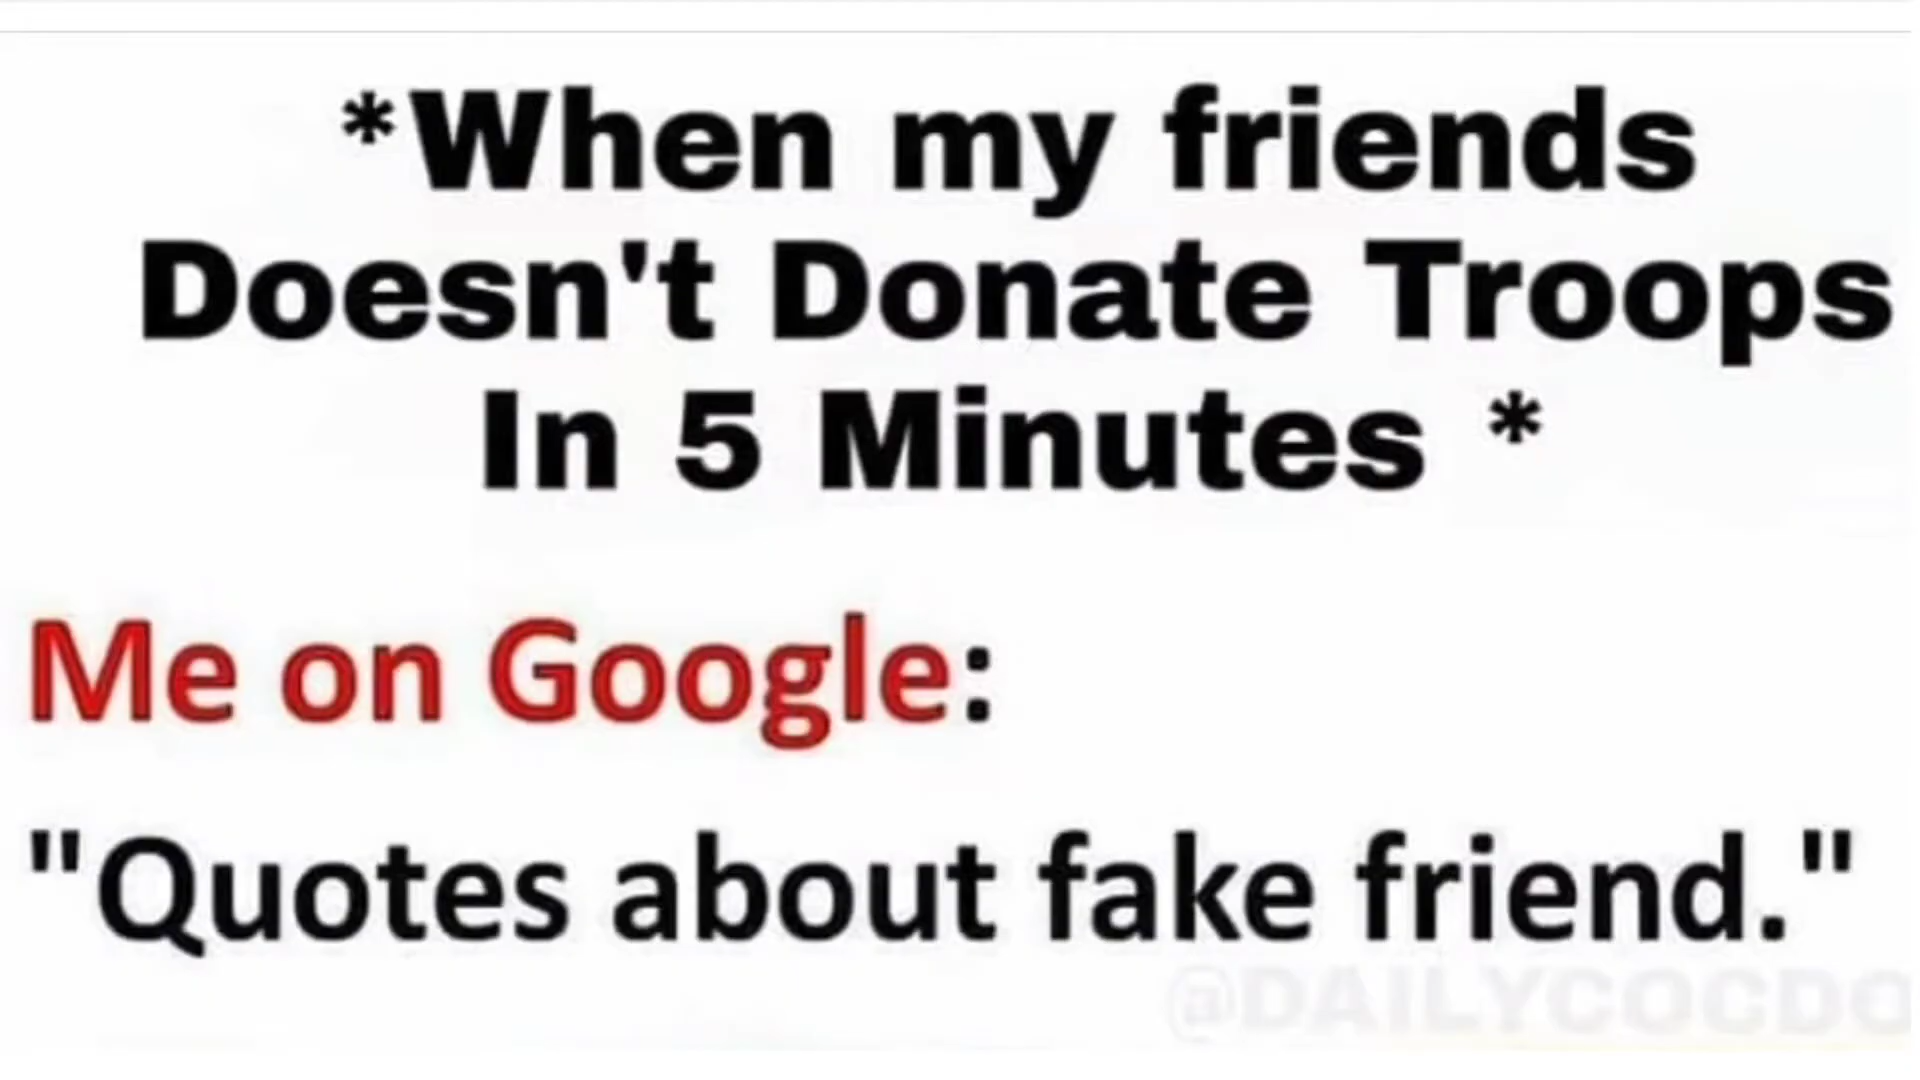 *When my friends
Doesn't Donate Troops
In 5 Minutes *
Me on Google:
"Quotes about fake friend."
@DAILYCOCDO